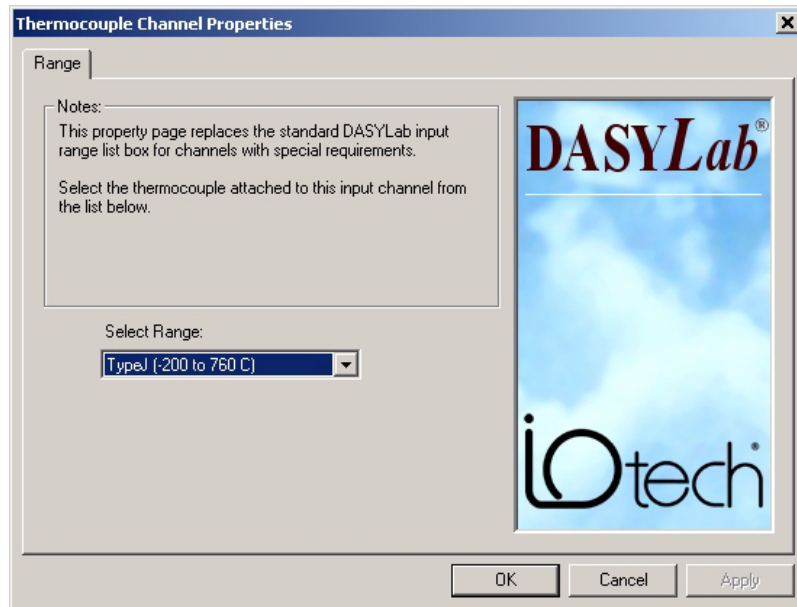 Thermocouple Channel Properties
Range
Notes:
This property page replaces the standard DASYLab input
range list box for channels with special requirements.
Select the thermocouple attached to this input channel from
the list below.
Select Range:
TypeJ (-200 to 760 C)
DASYLab®
iOtech®
OK
Cancel
Apply